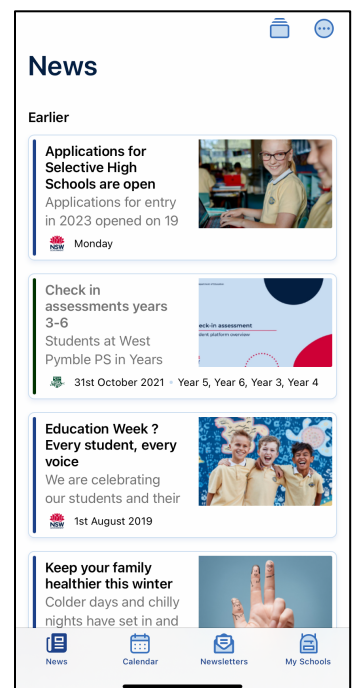 News
Earlier
Applications for
Selective High
Schools are open
Applications for entry
in 2023 opened on 19
NSW
Monday
Check in
assessments years
3-6
Students at West
Pymble PS in Years
eck-in assessment
dent platform overview
31st October 2021 • Year 5, Year 6, Year 3, Year 4
Education Week ?
Every student, every
voice
We are celebrating
our students and their
NSW
1st August 2019
Keep your family
healthier this winter
Colder days and chilly
nights have set in and
News
Calendar
Newsletters
My Schools